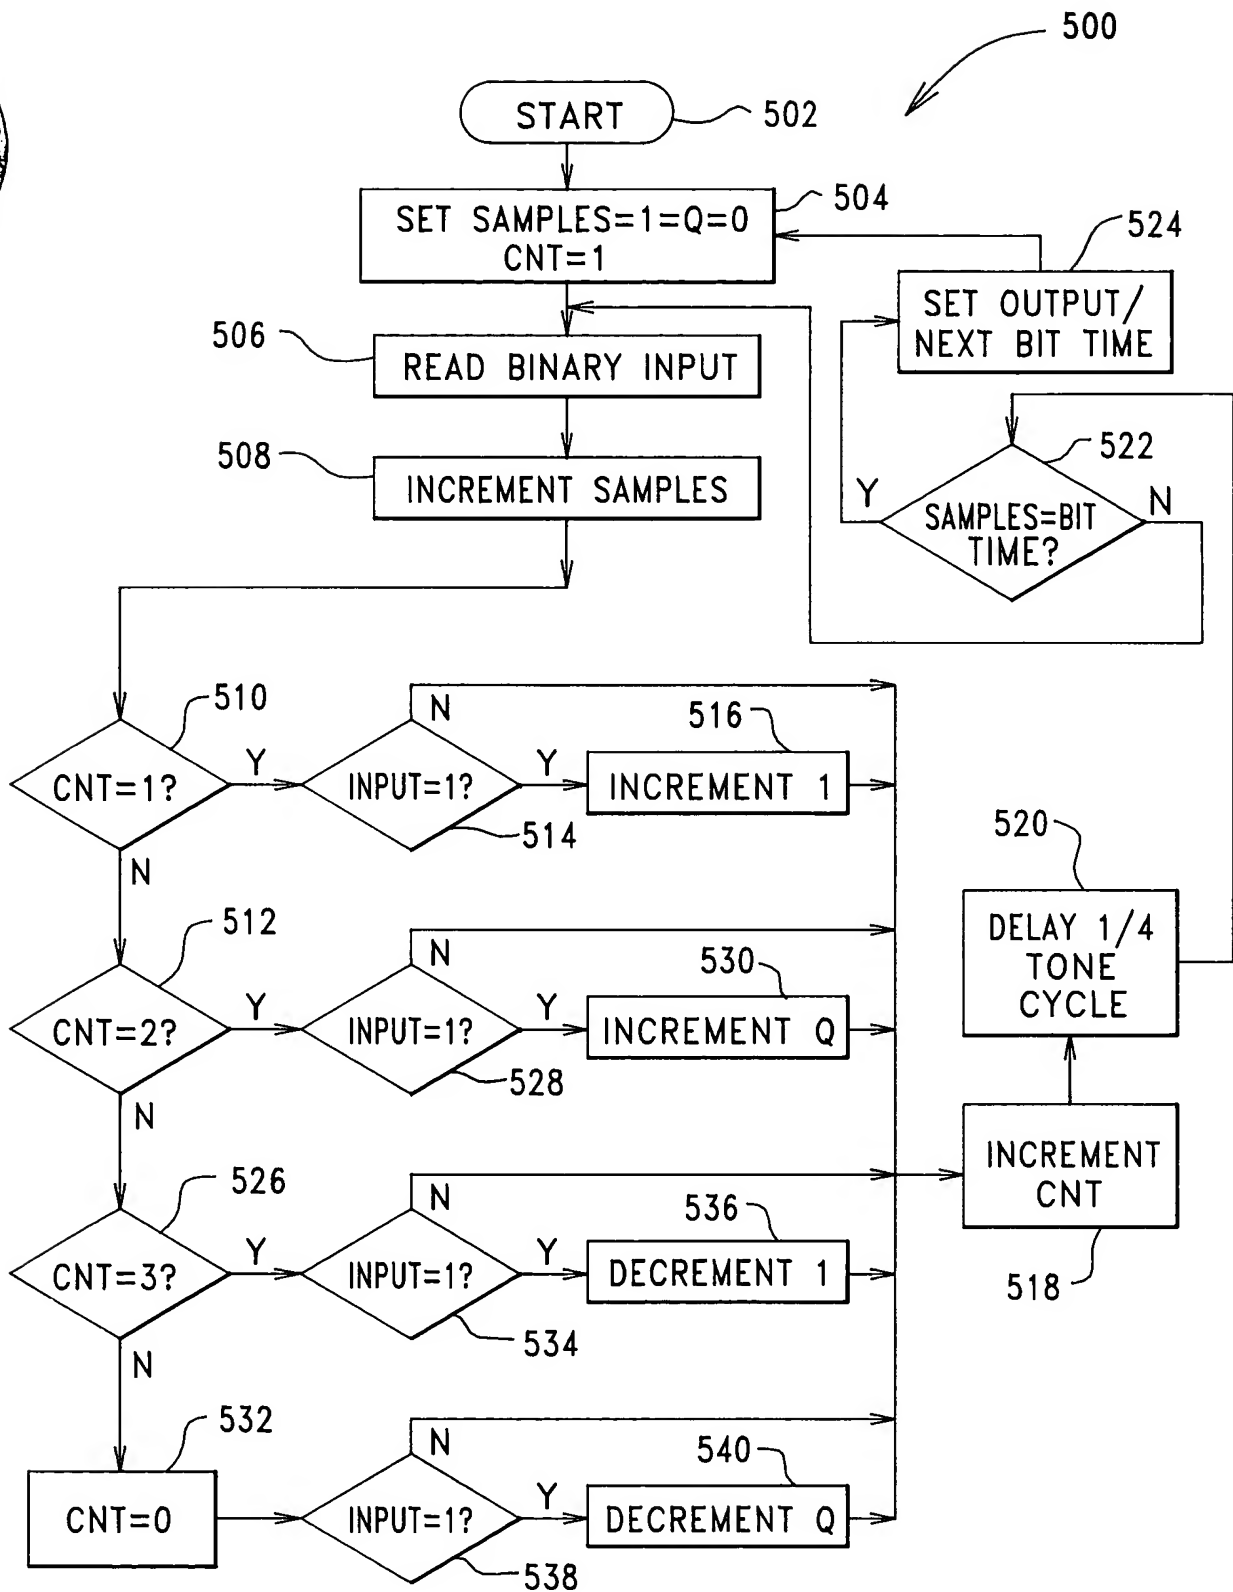 500
START
502
SET SAMPLES=1=Q=0
CNT=1
504
524
SET OUTPUT/
NEXT BIT TIME
506
READ BINARY INPUT
508
INCREMENT SAMPLES
522
Y
SAMPLES=BIT
TIME?
N
510
CNT=1?
Y
N
INPUT=1?
514
Y
516
INCREMENT 1
N
512
CNT=2?
Y
N
INPUT=1?
528
Y
530
INCREMENT Q
520
DELAY 1/4
TONE
CYCLE
N
526
CNT=3?
Y
N
INPUT=1?
534
Y
536
DECREMENT 1
INCREMENT
CNT
518
N
532
CNT=0
N
INPUT=1?
538
Y
540
DECREMENT Q